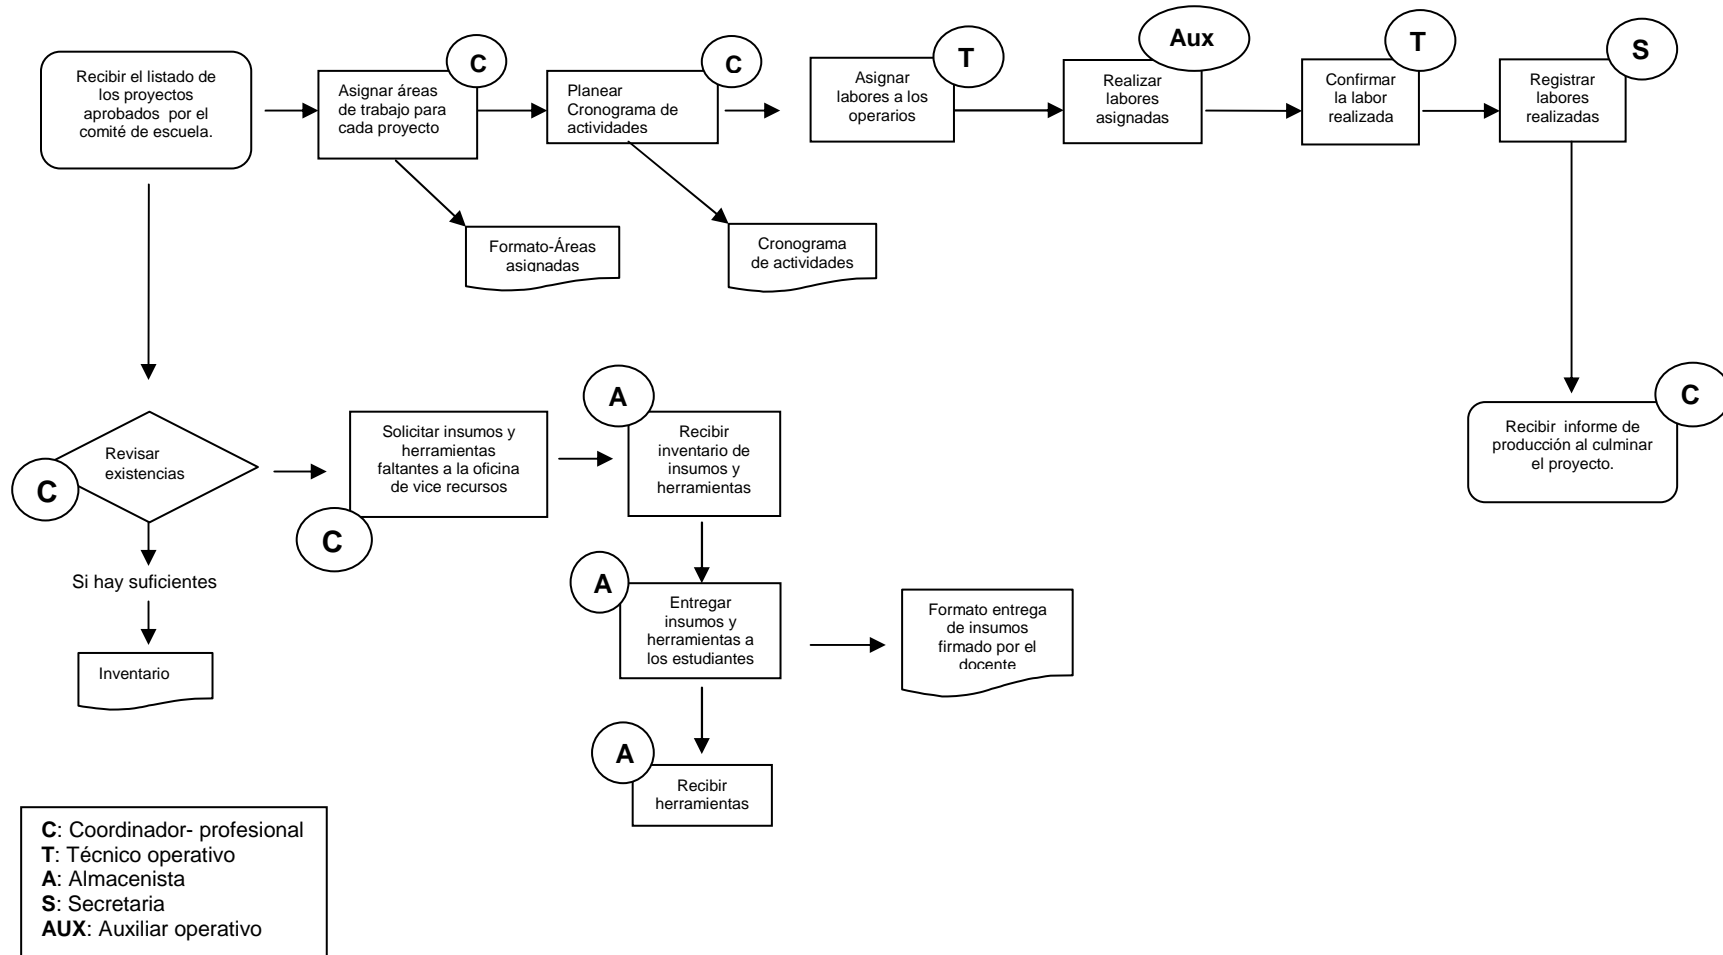 Recibir el listado de
los proyectos
aprobados por el
comité de escuela.
C
Asignar áreas
de trabajo para
cada proyecto
C
Planear
Cronograma de
actividades
T
Asignar
labores a los
operarios
Aux
Realizar
labores
asignadas
T
Confirmar
la labor
realizada
S
Registrar
labores
realizadas
Formato-Áreas
asignadas
Cronograma
de actividades
C
Recibir informe de
producción al culminar
el proyecto.
Revisar
existencias
C
Solicitar insumos y
herramientas
faltantes a la oficina
de vice recursos
C
A
Recibir
inventario de
insumos y
herramientas
Si hay suficientes
Inventario
A
Entregar
insumos y
herramientas a
los estudiantes
Formato entrega
de insumos
firmado por el
docente
A
Recibir
herramientas
C: Coordinador- profesional
T: Técnico operativo
A: Almacenista
S: Secretaria
AUX: Auxiliar operativo